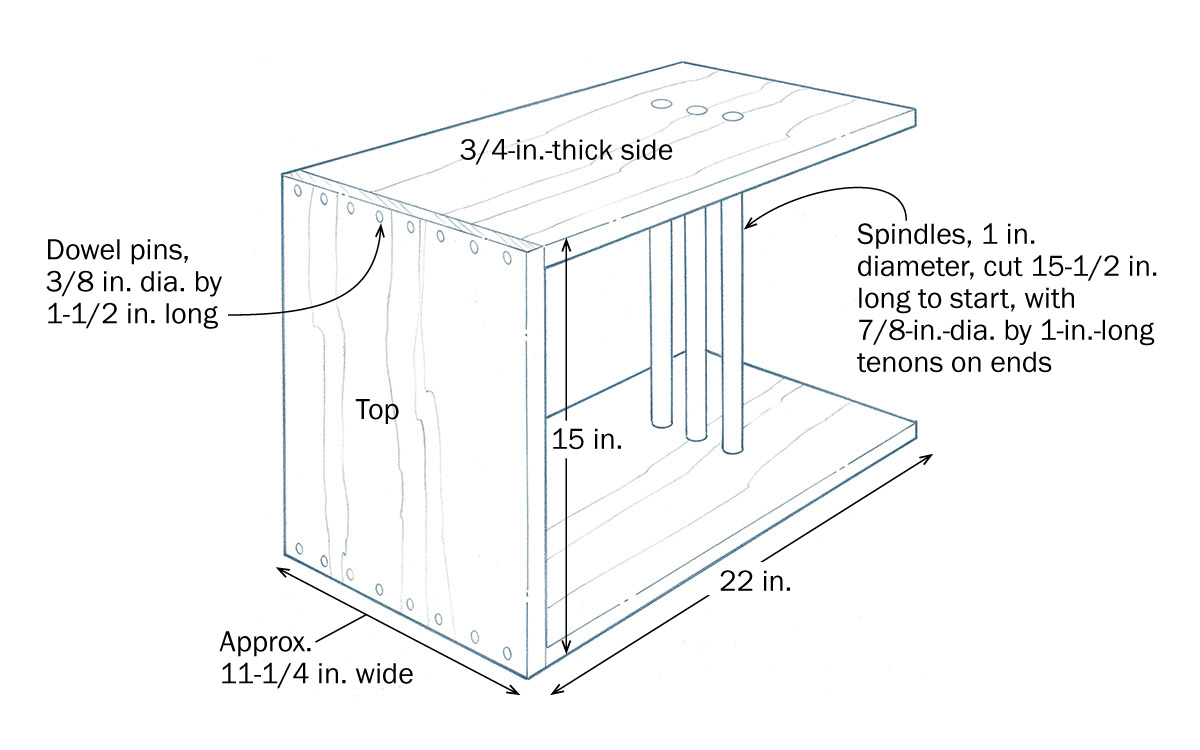 3/4-in.-thick side
Dowel pins,
3/8 in. dia. by
1-1/2 in. long
Spindles, 1 in.
diameter, cut 15-1/2 in.
long to start, with
7/8-in.-dia. by 1-in.-long
tenons on ends
Top
15 in.
22 in.
Approx.
11-1/4 in. wide